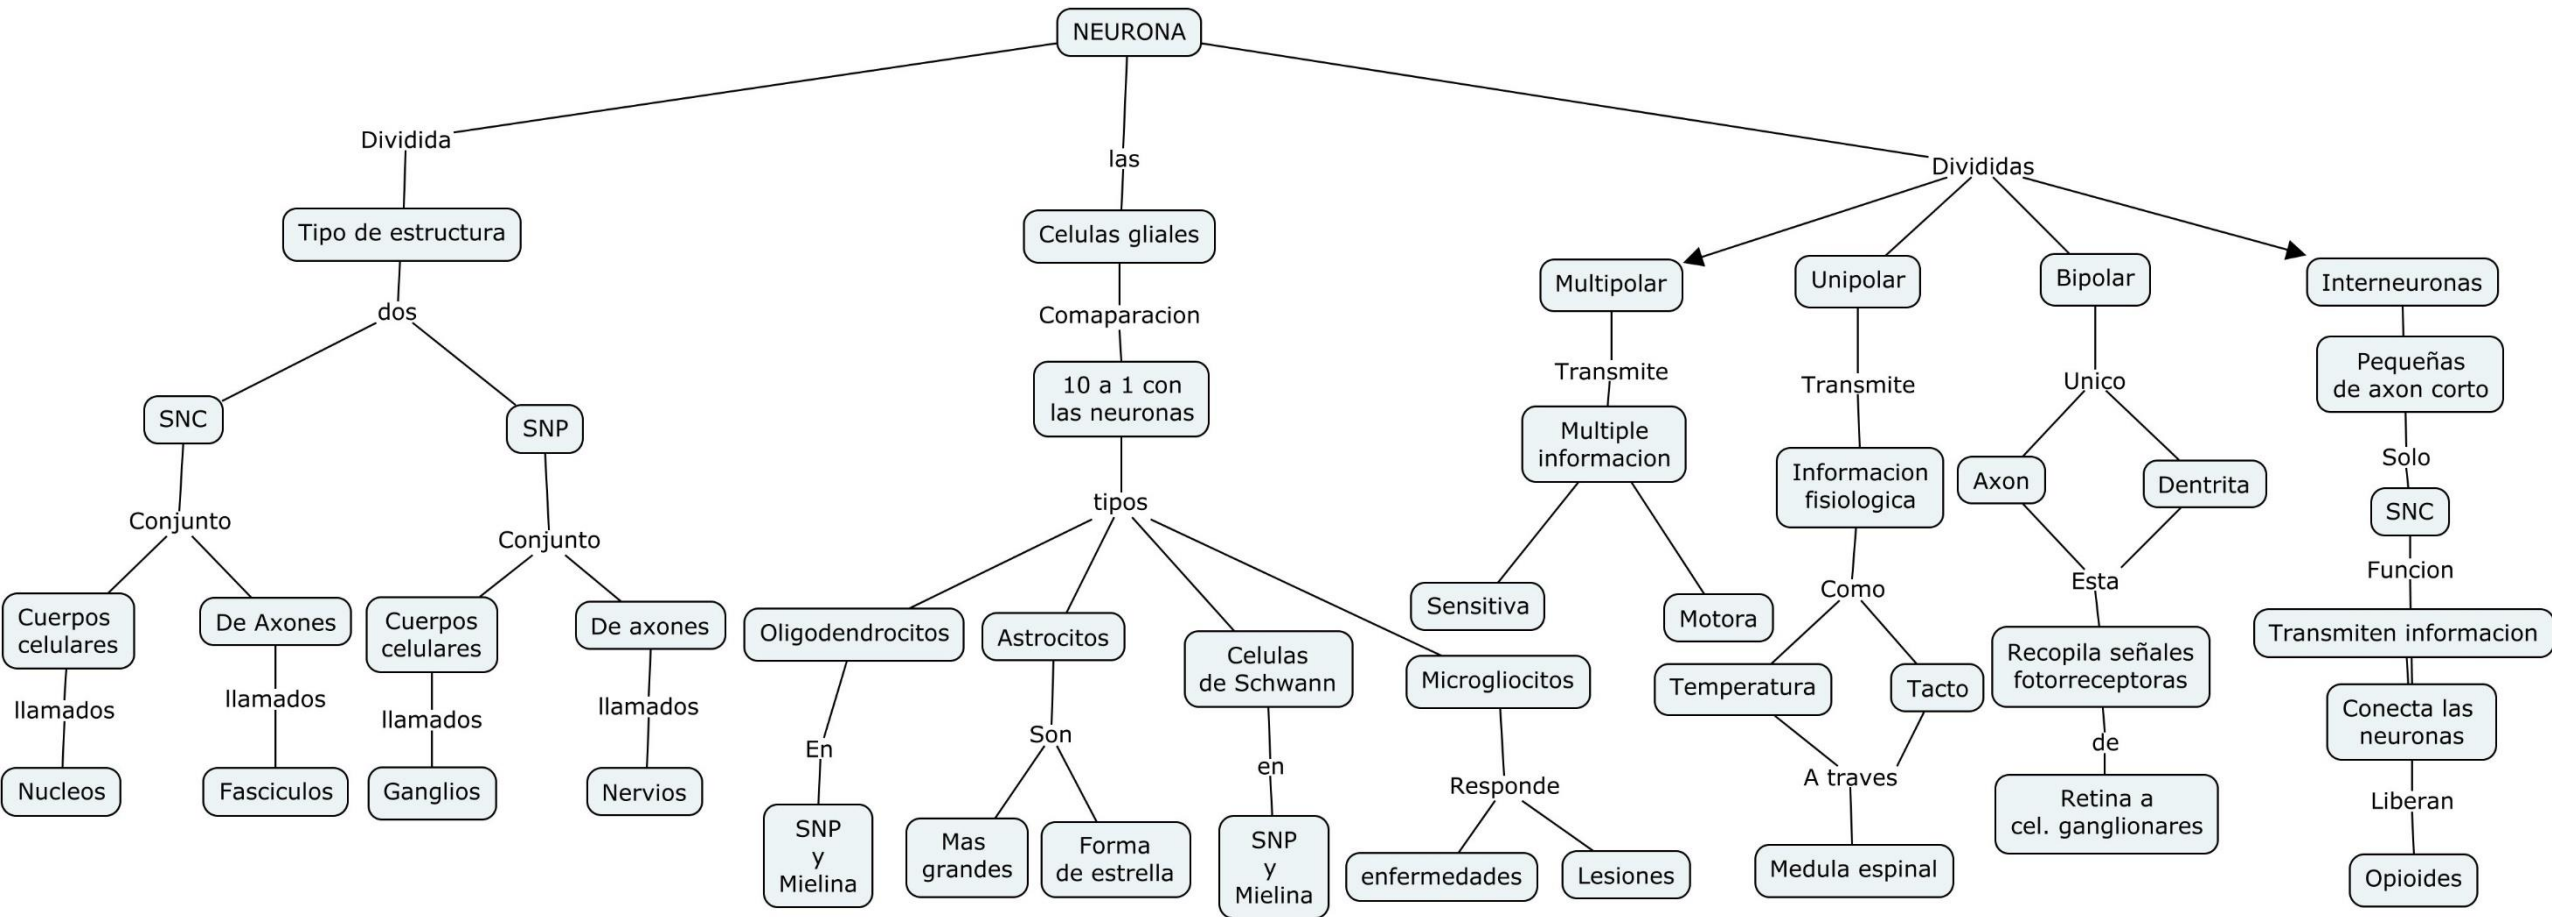 NEURONA
Dividida
las
Divididas
Tipo de estructura
Celulas gliales
Multipolar
Unipolar
Bipolar
Interneuronas
dos
Comaparacion
Transmite
Transmite
Unico
Pequeñas
de axon corto
SNC
SNP
10 a 1 con
las neuronas
Multiple
informacion
Informacion
fisiologica
Axon
Dentrita
Solo
SNC
Conjunto
Conjunto
tipos
Como
Esta
Funcion
Cuerpos
celulares
De Axones
Cuerpos
celulares
De axones
Oligodendrocitos
Astrocitos
Celulas
de Schwann
Microgliocitos
Sensitiva
Motora
Temperatura
Tacto
Recopila señales
fotorreceptoras
Transmiten informacion
llamados
llamados
llamados
llamados
En
Son
en
Responde
A traves
de
Conecta las
neuronas
Nucleos
Fasciculos
Ganglios
Nervios
SNP
y
Mielina
Mas
grandes
Forma
de estrella
SNP
y
Mielina
enfermedades
Lesiones
Medula espinal
Retina a
cel. ganglionares
Liberan
Opioides